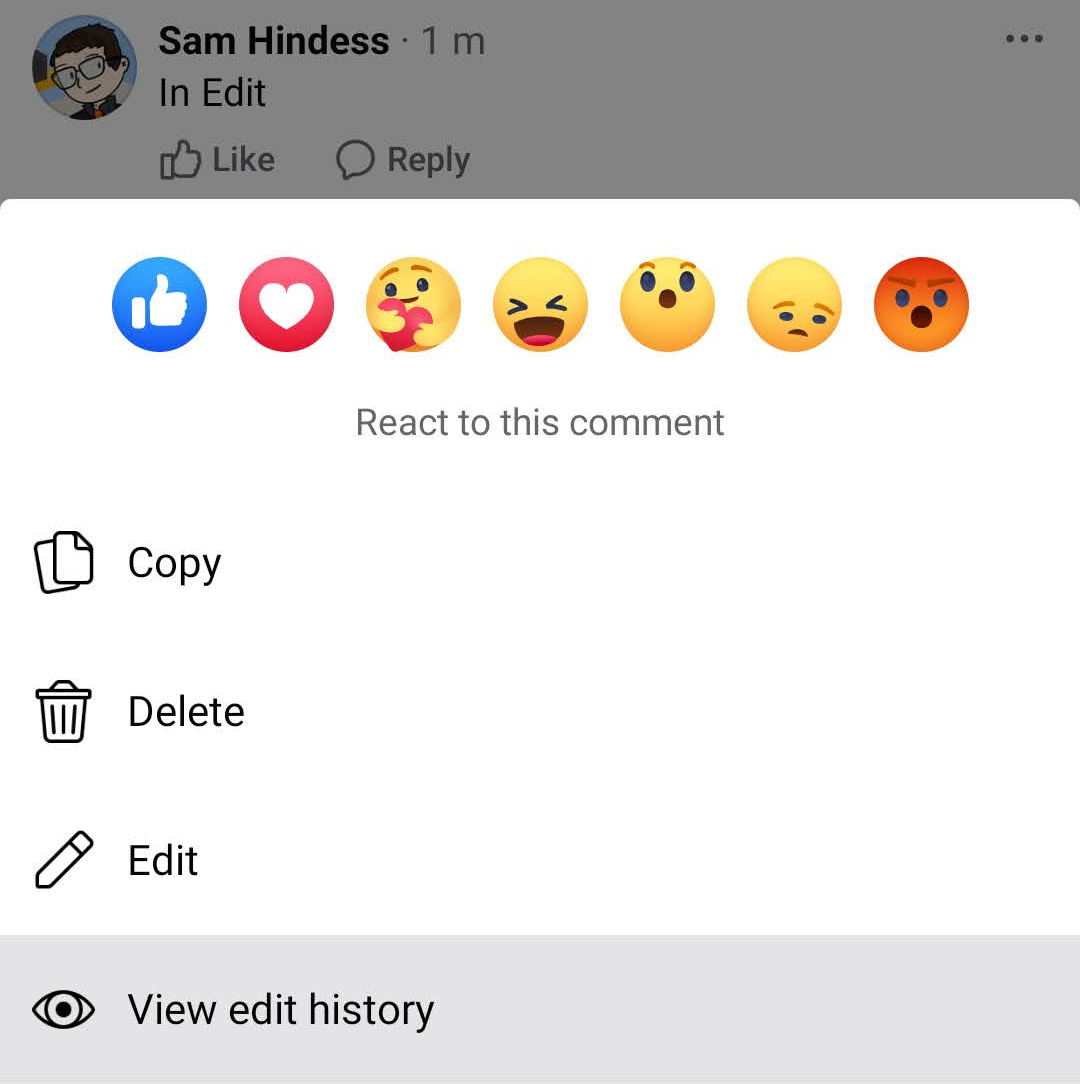 Sam Hindess · 1 m
In Edit
Like Reply
React to this comment
Copy
Delete
Edit
View edit history